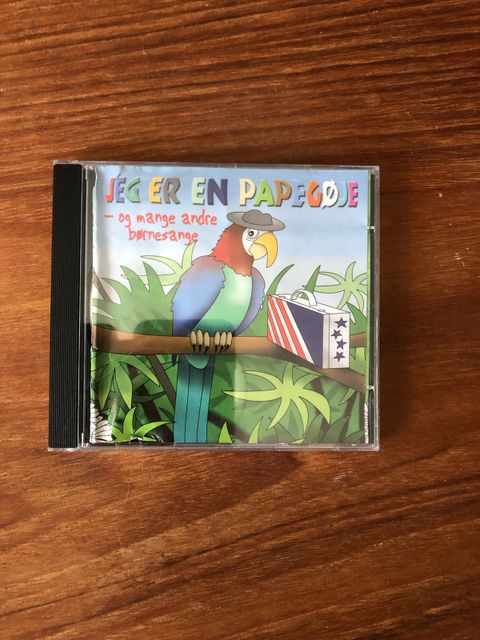 JEG ER EN PAPEGØJE
- og mange andre
børnesange